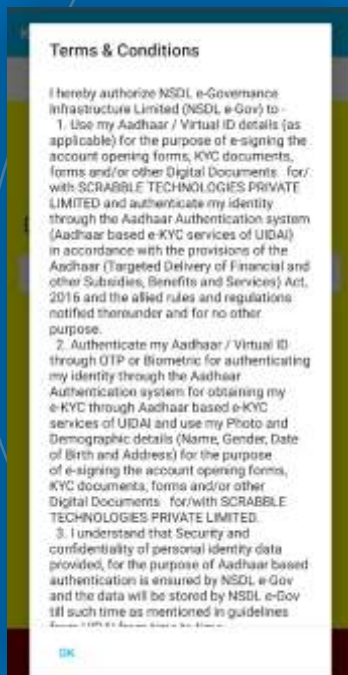 Terms & Conditions
I hereby authorize NSDL e-Governance
Infrastructure Limited (NSDL e-Gov) to -
1. Use my Aadhaar / Virtual ID details (as
applicable) for the purpose of e-signing the
account opening forms, KYC documents,
forms and/or other Digital Documents for/
with SCRABBLE TECHNOLOGIES PRIVATE
LIMITED and authenticate my identity
through the Aadhaar Authentication system
(Aadhaar based e-KYC services of UIDAI)
in accordance with the provisions of the
Aadhaar (Targeted Delivery of Financial and
other Subsidies, Benefits and Services) Act,
2016 and the allied rules and regulations
notified thereunder and for no other
purpose.
2. Authenticate my Aadhaar / Virtual ID
through OTP or Biometric for authenticating
my identity through the Aadhaar
Authentication system for obtaining my
e-KYC through Aadhaar based e-KYC
services of UIDAI and use my Photo and
Demographic details (Name, Gender, Date
of Birth and Address) for the purpose
of e-signing the account opening forms,
KYC documents, forms and/or other
Digital Documents for/with SCRABBLE
TECHNOLOGIES PRIVATE LIMITED.
3. I understand that Security and
confidentiality of personal identity data
provided, for the purpose of Aadhaar based
authentication is ensured by NSDL e-Gov
and the data will be stored by NSDL e-Gov
till such time as mentioned in guidelines
from UIDAI from time to time
OK